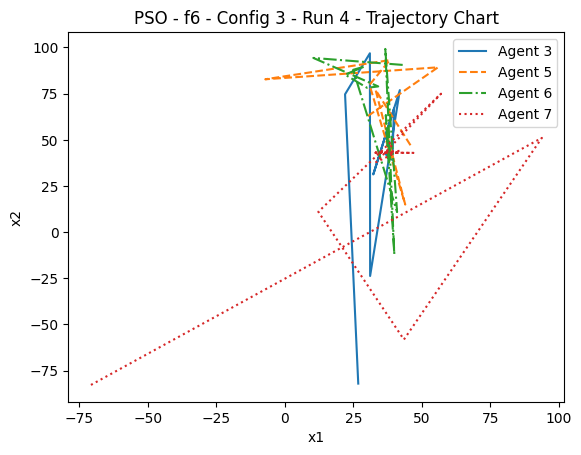 PSO - f6 - Config 3 - Run 4 - Trajectory Chart
100
75
50
25
0
−25
−50
−75
x2
Agent 3
Agent 5
Agent 6
Agent 7
−75
−50
−25
0
25
50
75
100
x1